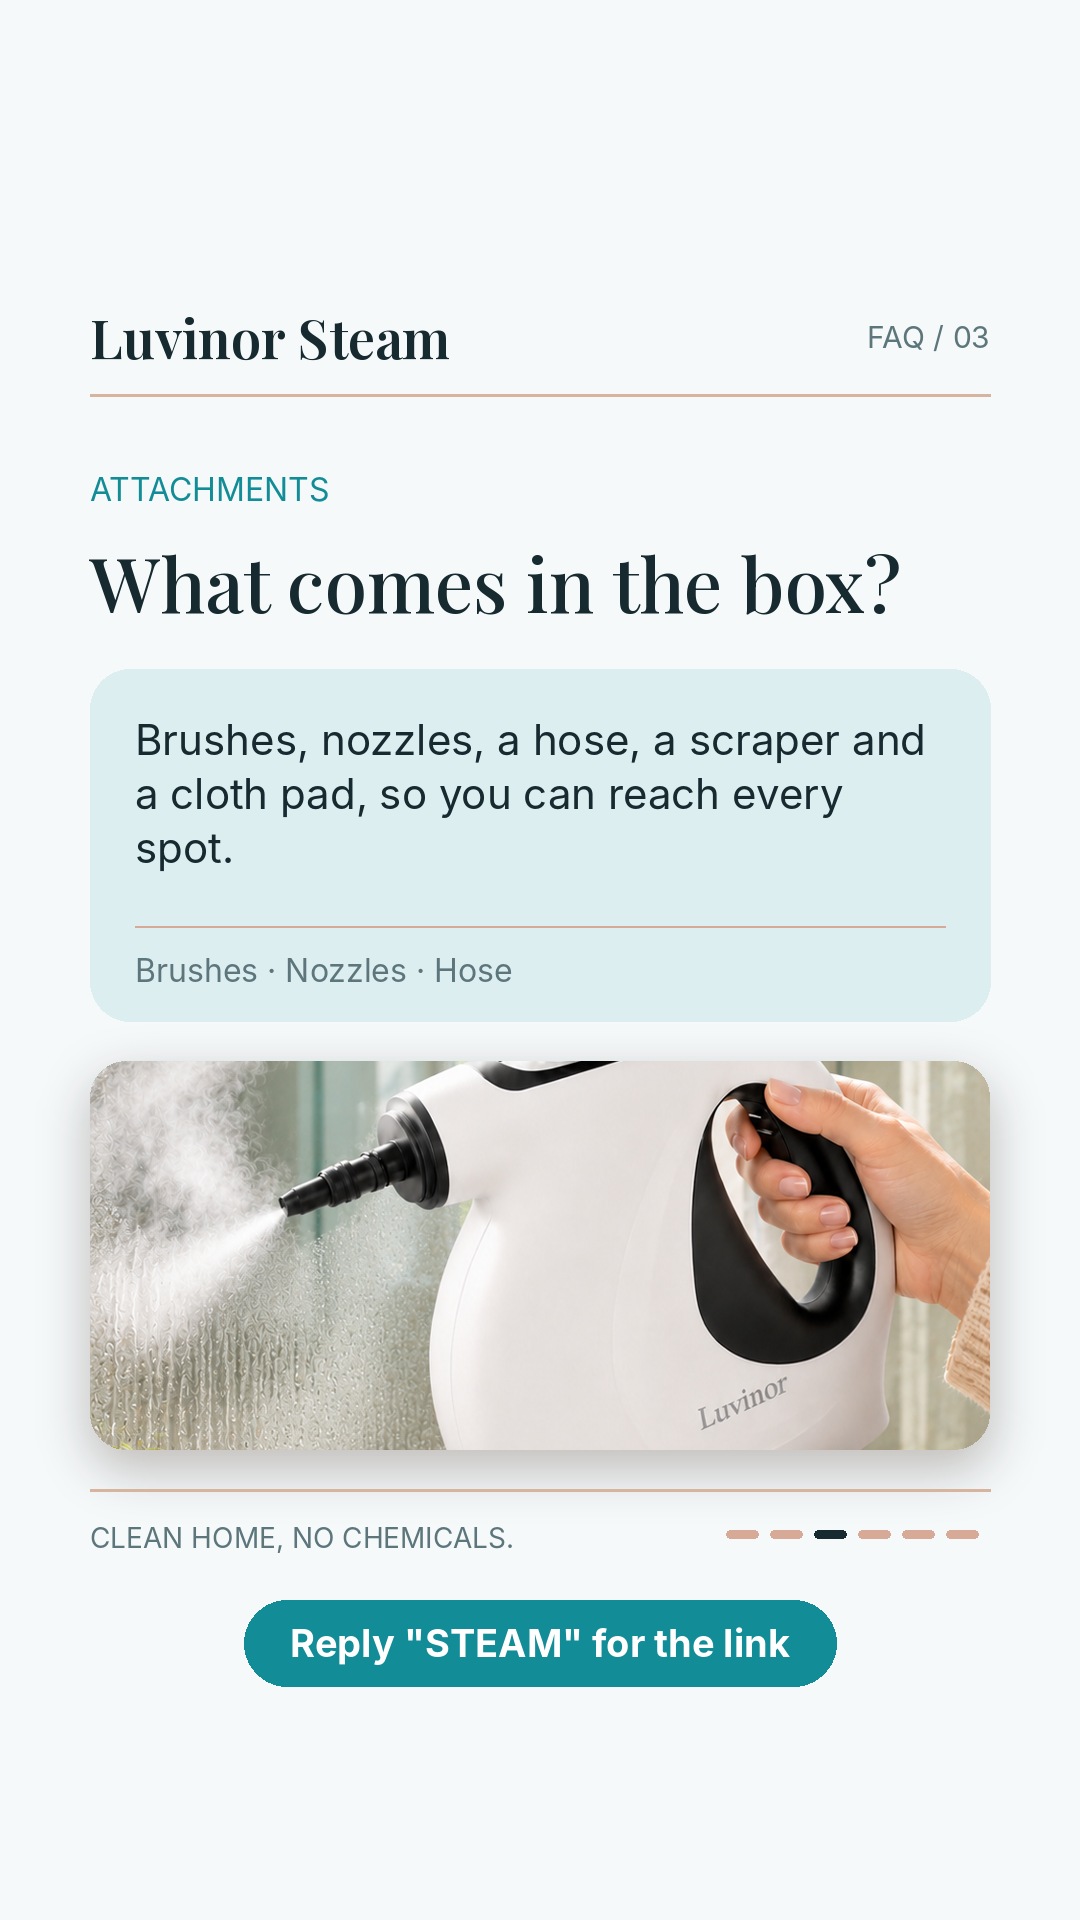 Luvinor Steam
FAQ / 03
ATTACHMENTS
What comes in the box?
Brushes, nozzles, a hose, a scraper and
a cloth pad, so you can reach every
spot.
Brushes · Nozzles · Hose
Luvinor
CLEAN HOME, NO CHEMICALS.
Reply "STEAM" for the link